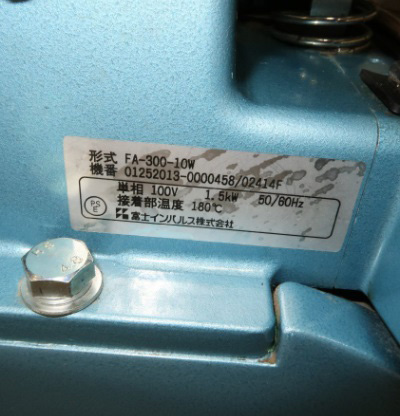 形式 FA-300-10W
機番 01252013-0000458/02414F
単相 100V 1.5kW 50/60Hz
接着部温度 180℃
PS
E
富士インパルス株式会社